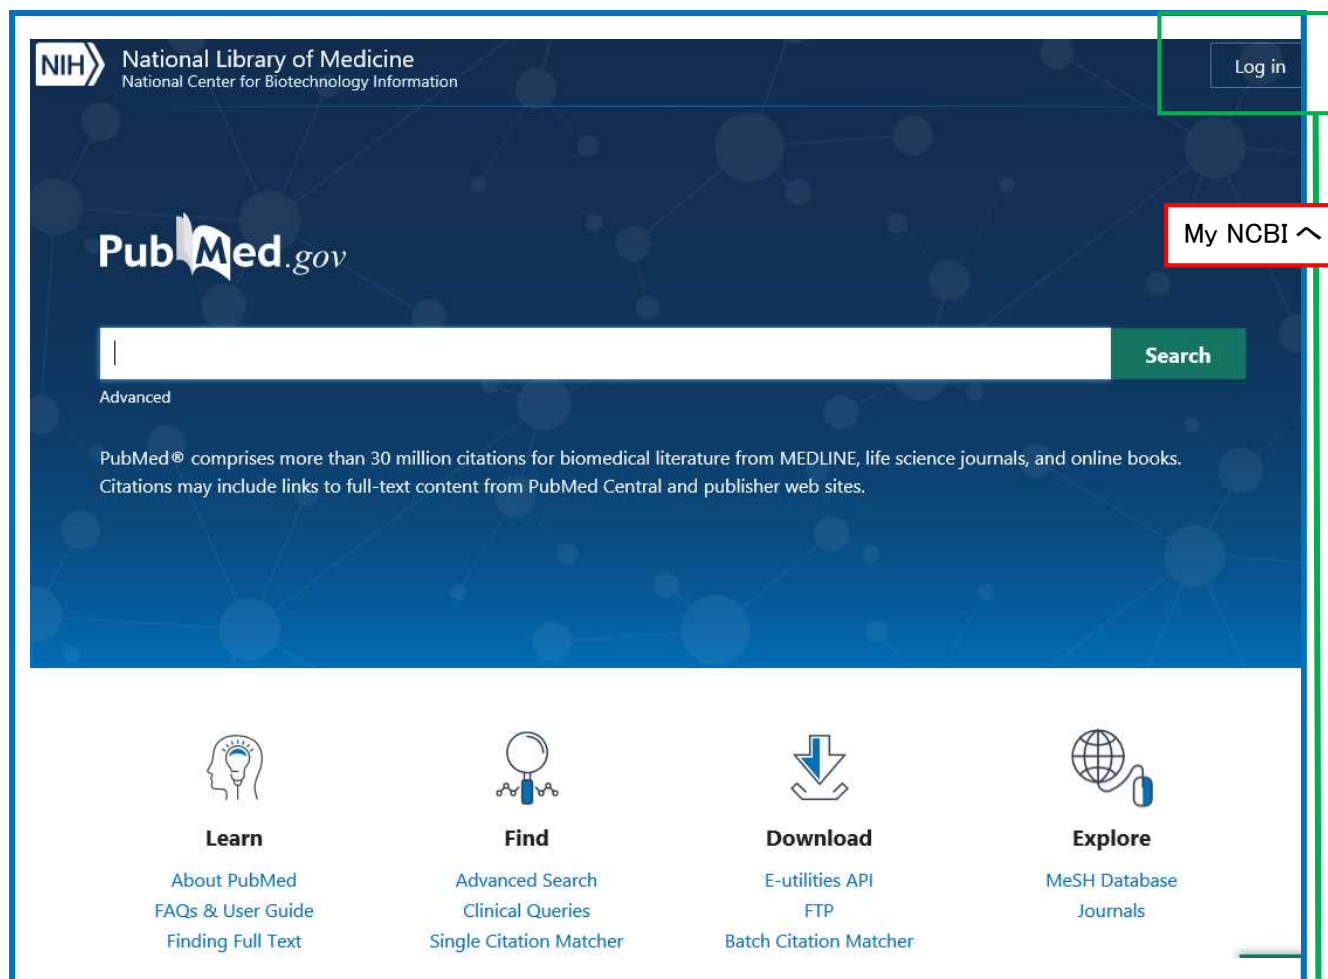 NIH
National Library of Medicine
National Center for Biotechnology Information
Log in
PubMed.gov
My NCBI へ
Search
Advanced
PubMed® comprises more than 30 million citations for biomedical literature from MEDLINE, life science journals, and online books.
Citations may include links to full-text content from PubMed Central and publisher web sites.
Learn
About PubMed
FAQs & User Guide
Finding Full Text
Find
Advanced Search
Clinical Queries
Single Citation Matcher
Download
E-utilities API
FTP
Batch Citation Matcher
Explore
MeSH Database
Journals